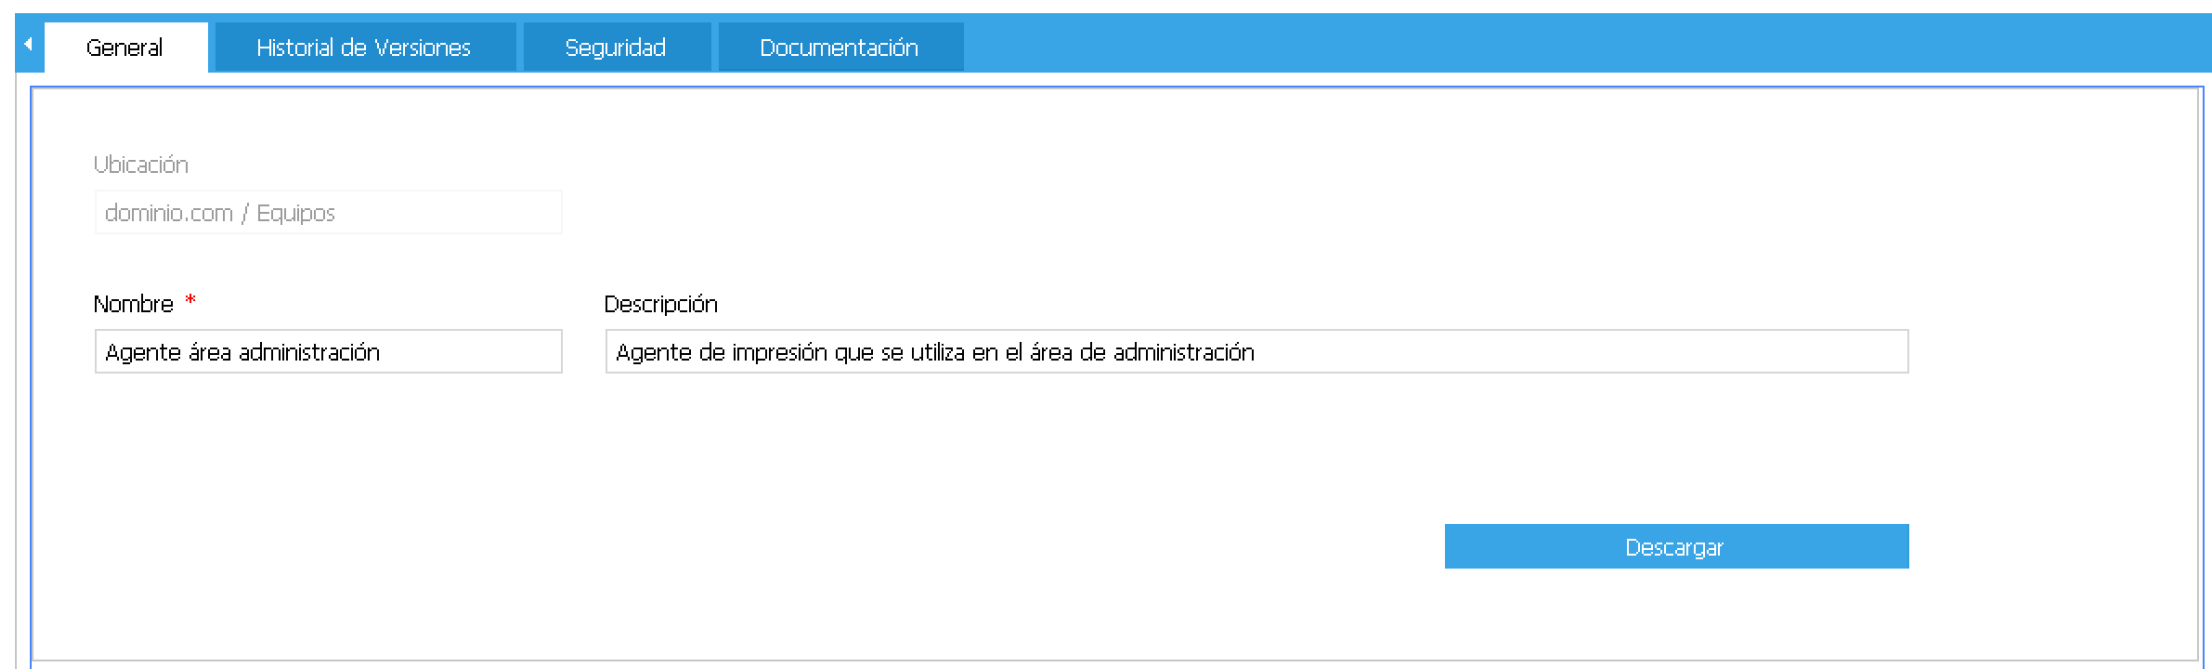 General Historial de Versiones Seguridad Documentación
Ubicación
dominio.com / Equipos
Nombre * Descripción
Agente área administración Agente de impresión que se utiliza en el área de administración
Descargar